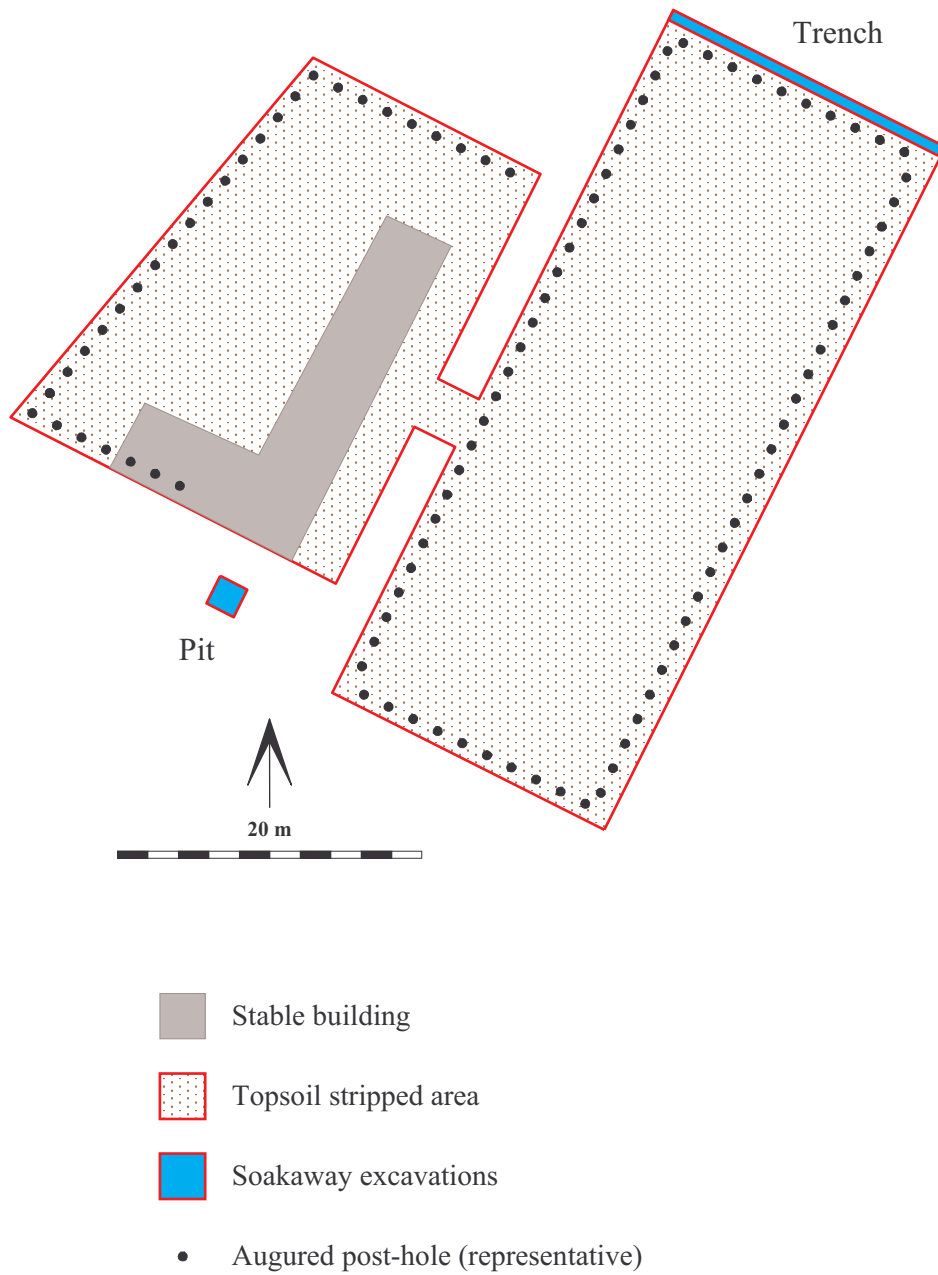 Trench
Pit
20 m
Stable building
Topsoil stripped area
Soakaway excavations
Augured post-hole (representative)